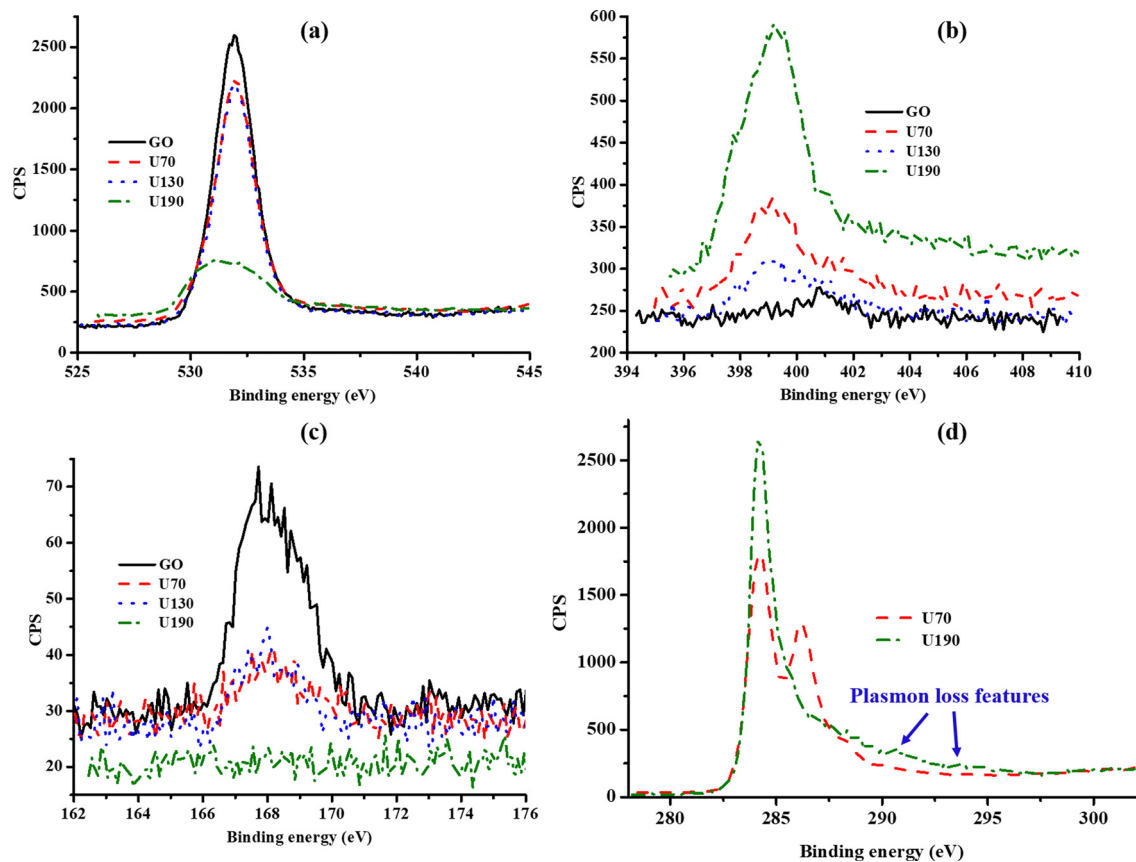 (a)
2500
2000
1500
1000
500
0
CPS
GO
U70
U130
U190
525
530
535
540
545
Binding energy (eV)
(b)
600
550
500
450
400
350
300
250
200
CPS
GO
U70
U130
U190
394
396
398
400
402
404
406
408
410
Binding energy (eV)
(c)
70
60
50
40
30
20
CPS
GO
U70
U130
U190
162
164
166
168
170
172
174
176
Binding energy (eV)
(d)
2500
2000
1500
1000
500
0
CPS
U70
U190
Plasmon loss features
280
285
290
295
300
Binding energy (eV)